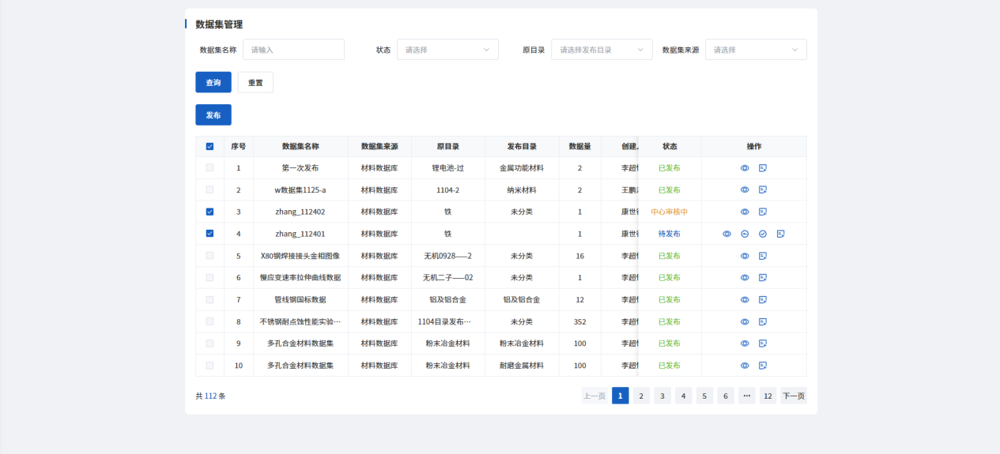 数据集管理
数据集名称 请输入 状态 请选择 原目录 请选择发布目录 数据集来源 请选择
查询 重置
发布
序号 数据集名称 数据集来源 原目录 发布目录 数据量 创建 状态 操作
1 第一次发布 材料数据库 锂电池-过 金属功能材料 2 李超 已发布
2 w数据集1125-a 材料数据库 1104-2 纳米材料 2 王鹏 已发布
3 zhang_112402 材料数据库 铁 未分类 1 康世 中心审核中
4 zhang_112401 材料数据库 铁 1 康世 待发布
5 X80钢焊接接头金相图像 材料数据库 无机0928——2 未分类 16 李超 已发布
6 慢应变速率拉伸曲线数据 材料数据库 无机二子——02 未分类 1 李超 已发布
7 管线钢国标数据 材料数据库 铝及铝合金 铝及铝合金 12 李超 已发布
8 不锈钢耐点蚀性能实验… 材料数据库 1104目录发布… 未分类 352 李超 已发布
9 多孔合金材料数据集 材料数据库 粉末冶金材料 粉末冶金材料 100 李超 已发布
10 多孔合金材料数据集 材料数据库 粉末冶金材料 耐磨金属材料 100 李超 已发布
共 112 条 上一页 1 2 3 4 5 6 ··· 12 下一页